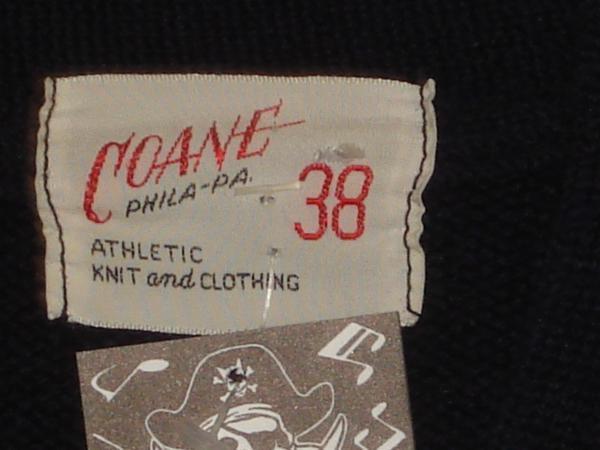 COANE
PHILA-PA.
38
ATHLETIC
KNIT and CLOTHING